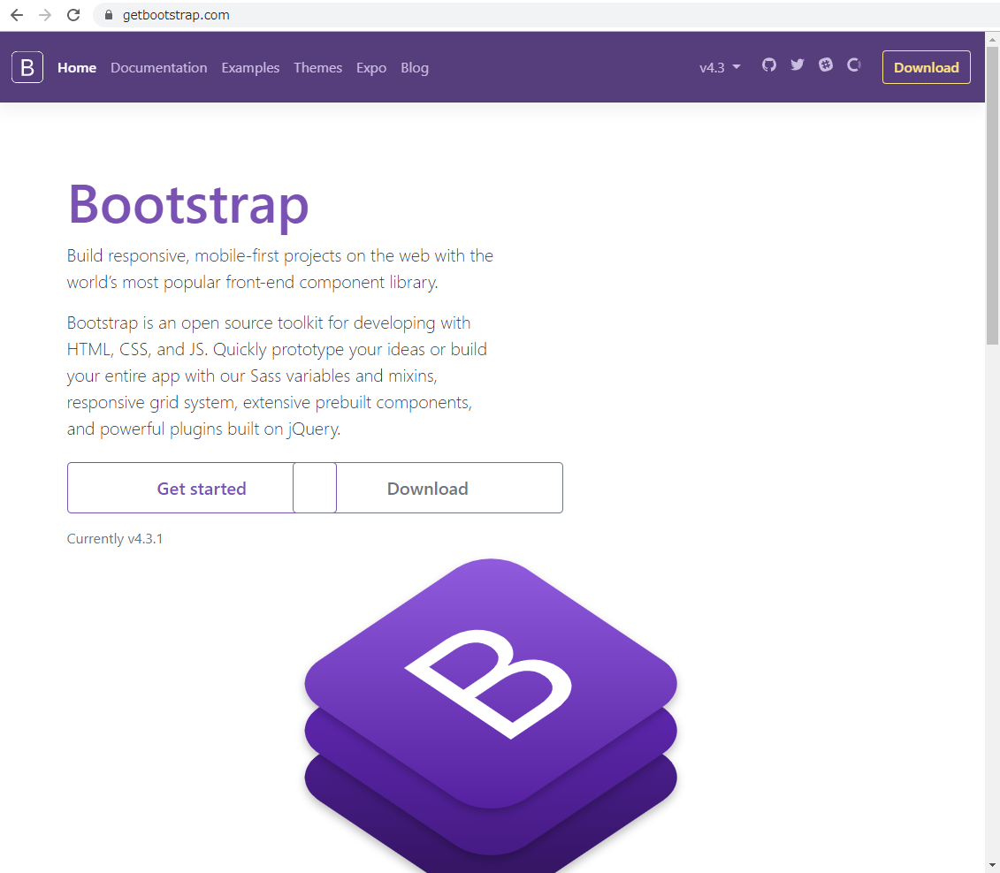 getbootstrap.com
B Home Documentation Examples Themes Expo Blog v4.3 Download
Bootstrap
Build responsive, mobile-first projects on the web with the
world’s most popular front-end component library.
Bootstrap is an open source toolkit for developing with
HTML, CSS, and JS. Quickly prototype your ideas or build
your entire app with our Sass variables and mixins,
responsive grid system, extensive prebuilt components,
and powerful plugins built on jQuery.
Get started Download
Currently v4.3.1
B